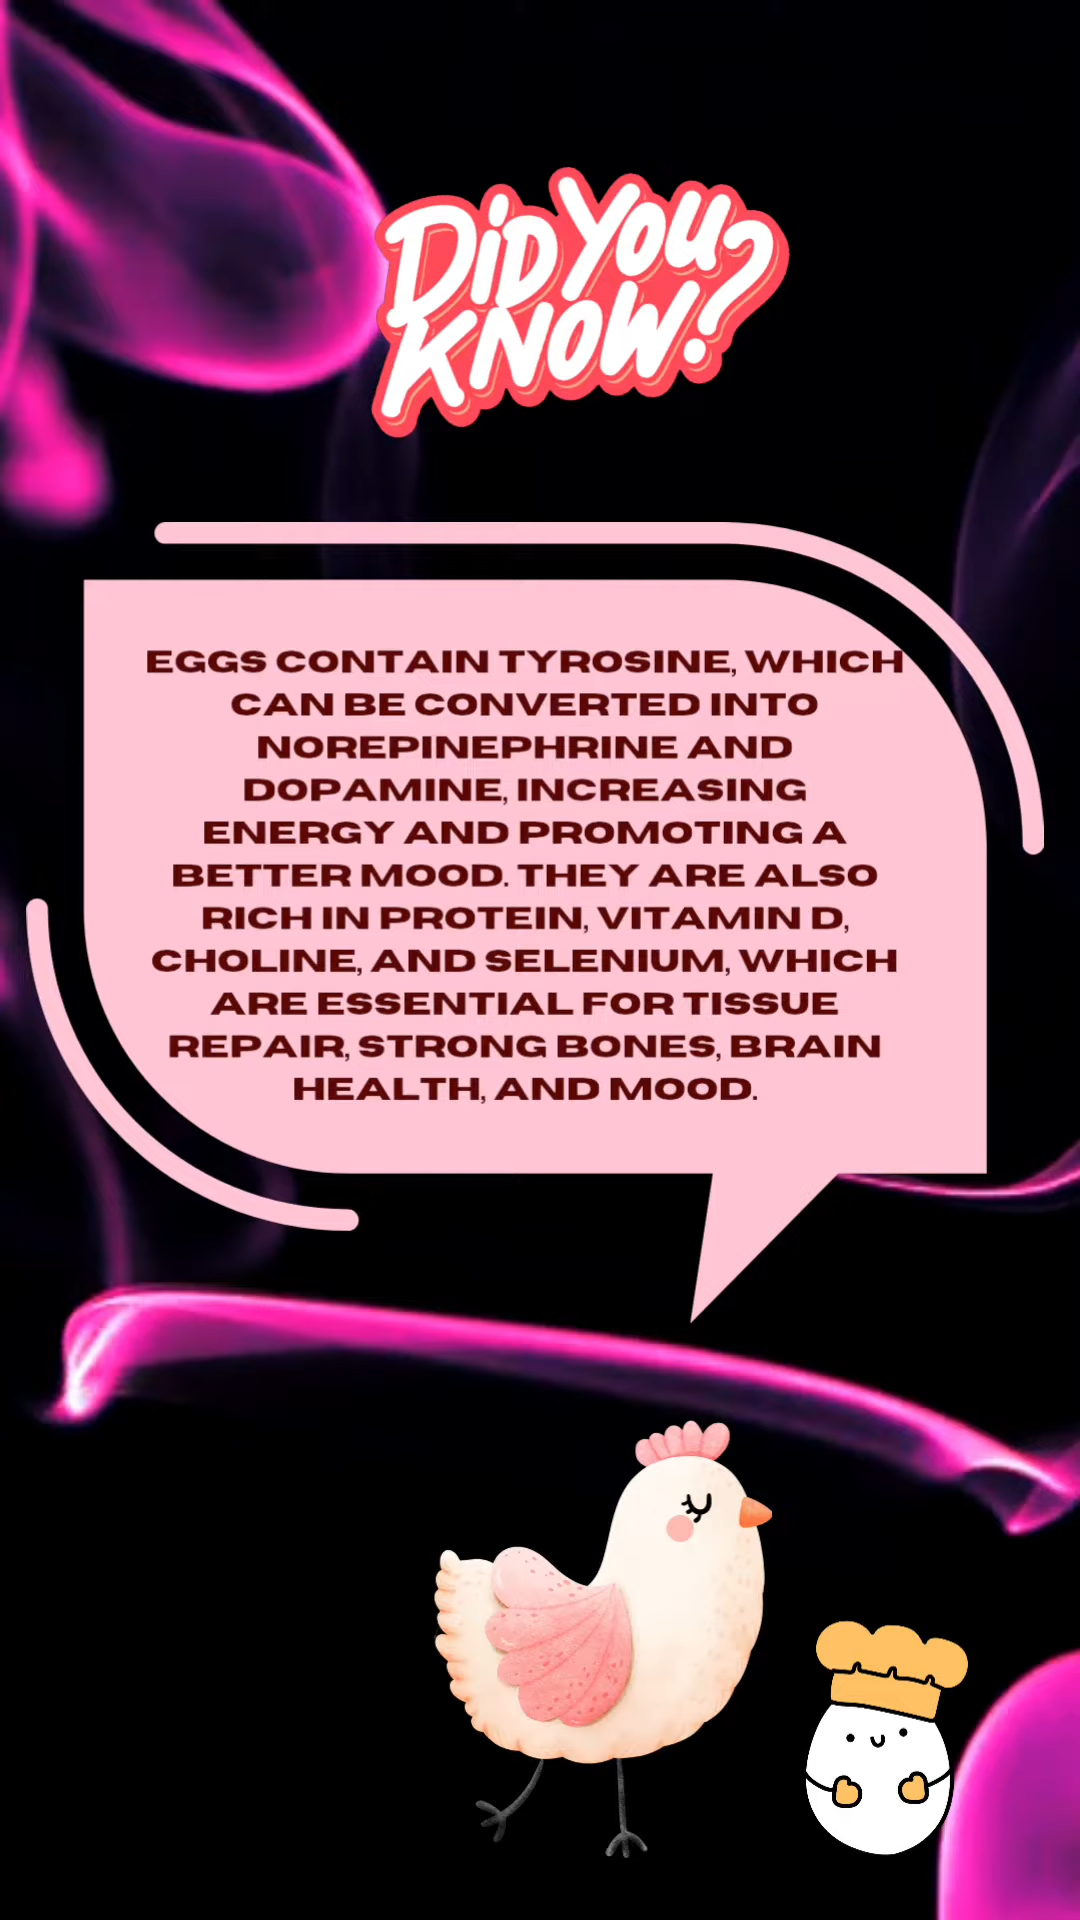 DiD YOU
KNOW?
EGGS CONTAIN TYROSINE, WHICH
CAN BE CONVERTED INTO
NOREPINEPHRINE AND
DOPAMINE, INCREASING
ENERGY AND PROMOTING A
BETTER MOOD. THEY ARE ALSO
RICH IN PROTEIN, VITAMIN D,
CHOLINE, AND SELENIUM, WHICH
ARE ESSENTIAL FOR TISSUE
REPAIR, STRONG BONES, BRAIN
HEALTH, AND MOOD.